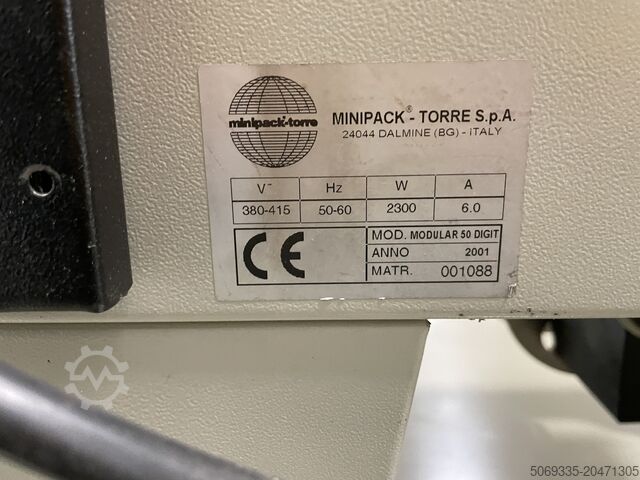 minipack-torre
MINIPACK® - TORRE S.p.A.
24044 DALMINE (BG) - iTALY
V~ Hz W A
380-415 50-60 2300 6.0
CE
MOD. MODULAR 50 DIGIT
ANNO 2001
MATR. 001088
5069335-20471305